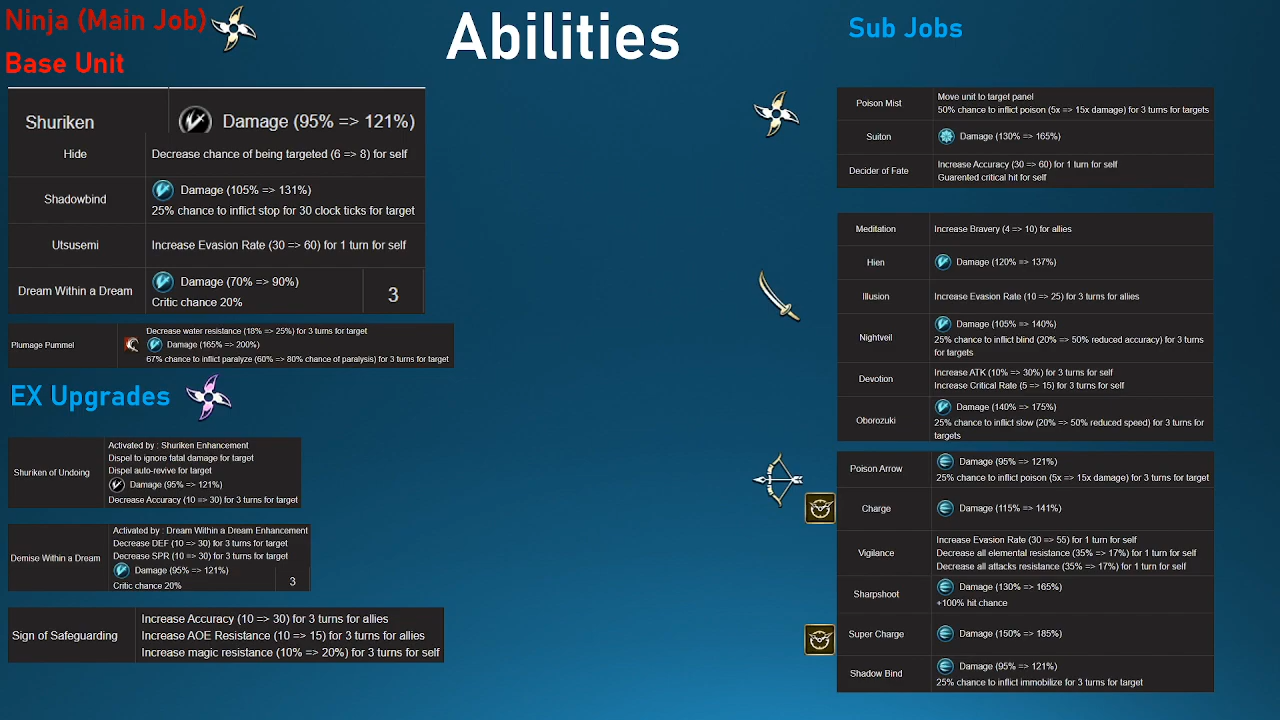 Ninja (Main Job)
Base Unit
Abilities
Shuriken
Damage (95% => 121%)
Hide
Decrease chance of being targeted (6 => 8) for self
Shadowbind
Damage (105% => 131%)
25% chance to inflict stop for 30 clock ticks for target
Utsusemi
Increase Evasion Rate (30 => 60) for 1 turn for self
Dream Within a Dream
Damage (70% => 90%)
Critic chance 20%
3
Plumage Pummel
Decrease water resistance (18% => 25%) for 3 turns for target
Damage (165% => 200%)
67% chance to inflict paralyze (60% => 80% chance of paralysis) for 3 turns for target
EX Upgrades
Shuriken of Undoing
Activated by : Shuriken Enhancement
Dispel to ignore fatal damage for target
Dispel auto-revive for target
Damage (95% => 121%)
Decrease Accuracy (10 => 30) for 3 turns for target
Demise Within a Dream
Activated by : Dream Within a Dream Enhancement
Decrease DEF (10 => 30) for 3 turns for target
Decrease SPR (10 => 30) for 3 turns for target
Damage (95% => 121%)
Critic chance 20%
3
Sign of Safeguarding
Increase Accuracy (10 => 30) for 3 turns for allies
Increase AOE Resistance (10 => 15) for 3 turns for allies
Increase magic resistance (10% => 20%) for 3 turns for self
Sub Jobs
Poison Mist
Move unit to target panel
50% chance to inflict poison (5x => 15x damage) for 3 turns for targets
Suiton
Damage (130% => 165%)
Decider of Fate
Increase Accuracy (30 => 60) for 1 turn for self
Guarented critical hit for self
Meditation
Increase Bravery (4 => 10) for allies
Hien
Damage (120% => 137%)
Illusion
Increase Evasion Rate (10 => 25) for 3 turns for allies
Nightveil
Damage (105% => 140%)
25% chance to inflict blind (20% => 50% reduced accuracy) for 3 turns
for targets
Devotion
Increase ATK (10% => 30%) for 3 turns for self
Increase Critical Rate (5 => 15) for 3 turns for self
Oborozuki
Damage (140% => 175%)
25% chance to inflict slow (20% => 50% reduced speed) for 3 turns for
targets
Poison Arrow
Damage (95% => 121%)
25% chance to inflict poison (5x => 15x damage) for 3 turns for target
Charge
Damage (115% => 141%)
Vigilance
Increase Evasion Rate (30 => 55) for 1 turn for self
Decrease all elemental resistance (35% => 17%) for 1 turn for self
Decrease all attacks resistance (35% => 17%) for 1 turn for self
Sharpshoot
Damage (130% => 165%)
+100% hit chance
Super Charge
Damage (150% => 185%)
Shadow Bind
Damage (95% => 121%)
25% chance to inflict immobilize for 3 turns for target